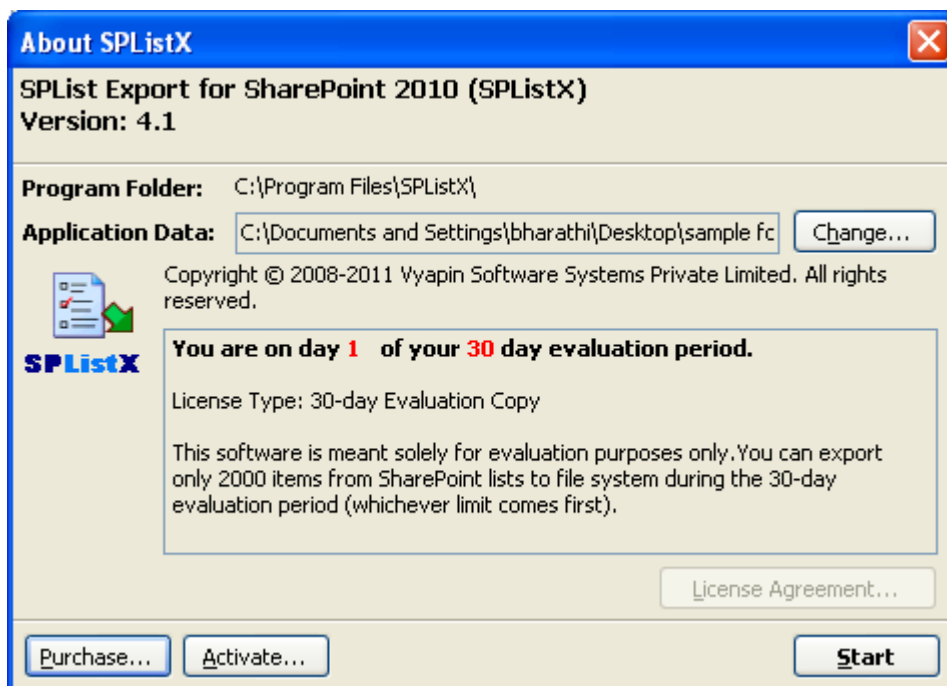 About SPListX
SPList Export for SharePoint 2010 (SPListX)
Version: 4.1
Program Folder: C:\Program Files\SPListX\
Application Data: C:\Documents and Settings\bharathi\Desktop\sample fc
Change...
Copyright © 2008-2011 Vyapin Software Systems Private Limited. All rights
reserved.
SPListX
You are on day 1 of your 30 day evaluation period.
License Type: 30-day Evaluation Copy
This software is meant solely for evaluation purposes only.You can export
only 2000 items from SharePoint lists to file system during the 30-day
evaluation period (whichever limit comes first).
License Agreement...
Purchase... Activate... Start